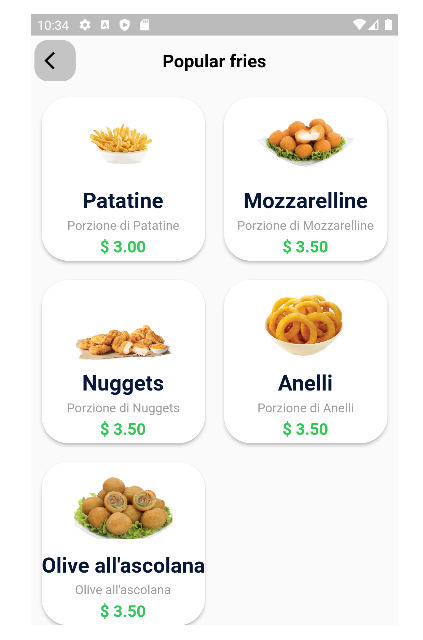 10:34
Popular fries
Patatine
Porzione di Patatine
$ 3.00
Mozzarelline
Porzione di Mozzarelline
$ 3.50
Nuggets
Porzione di Nuggets
$ 3.50
Anelli
Porzione di Anelli
$ 3.50
Olive all'ascolana
Olive all'ascolana
$ 3.50